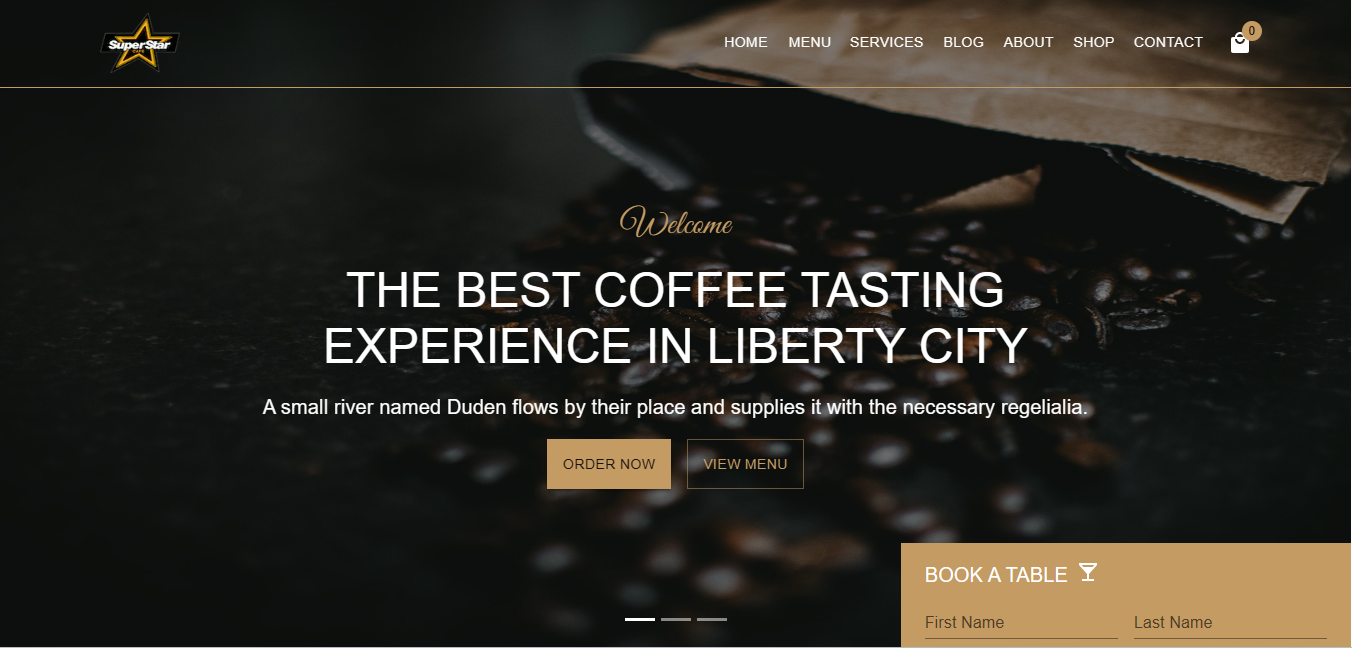 SuperStar
HOME MENU SERVICES BLOG ABOUT SHOP CONTACT 0
Welcome
THE BEST COFFEE TASTING
EXPERIENCE IN LIBERTY CITY
A small river named Duden flows by their place and supplies it with the necessary regelialia.
ORDER NOW VIEW MENU
BOOK A TABLE
First Name Last Name